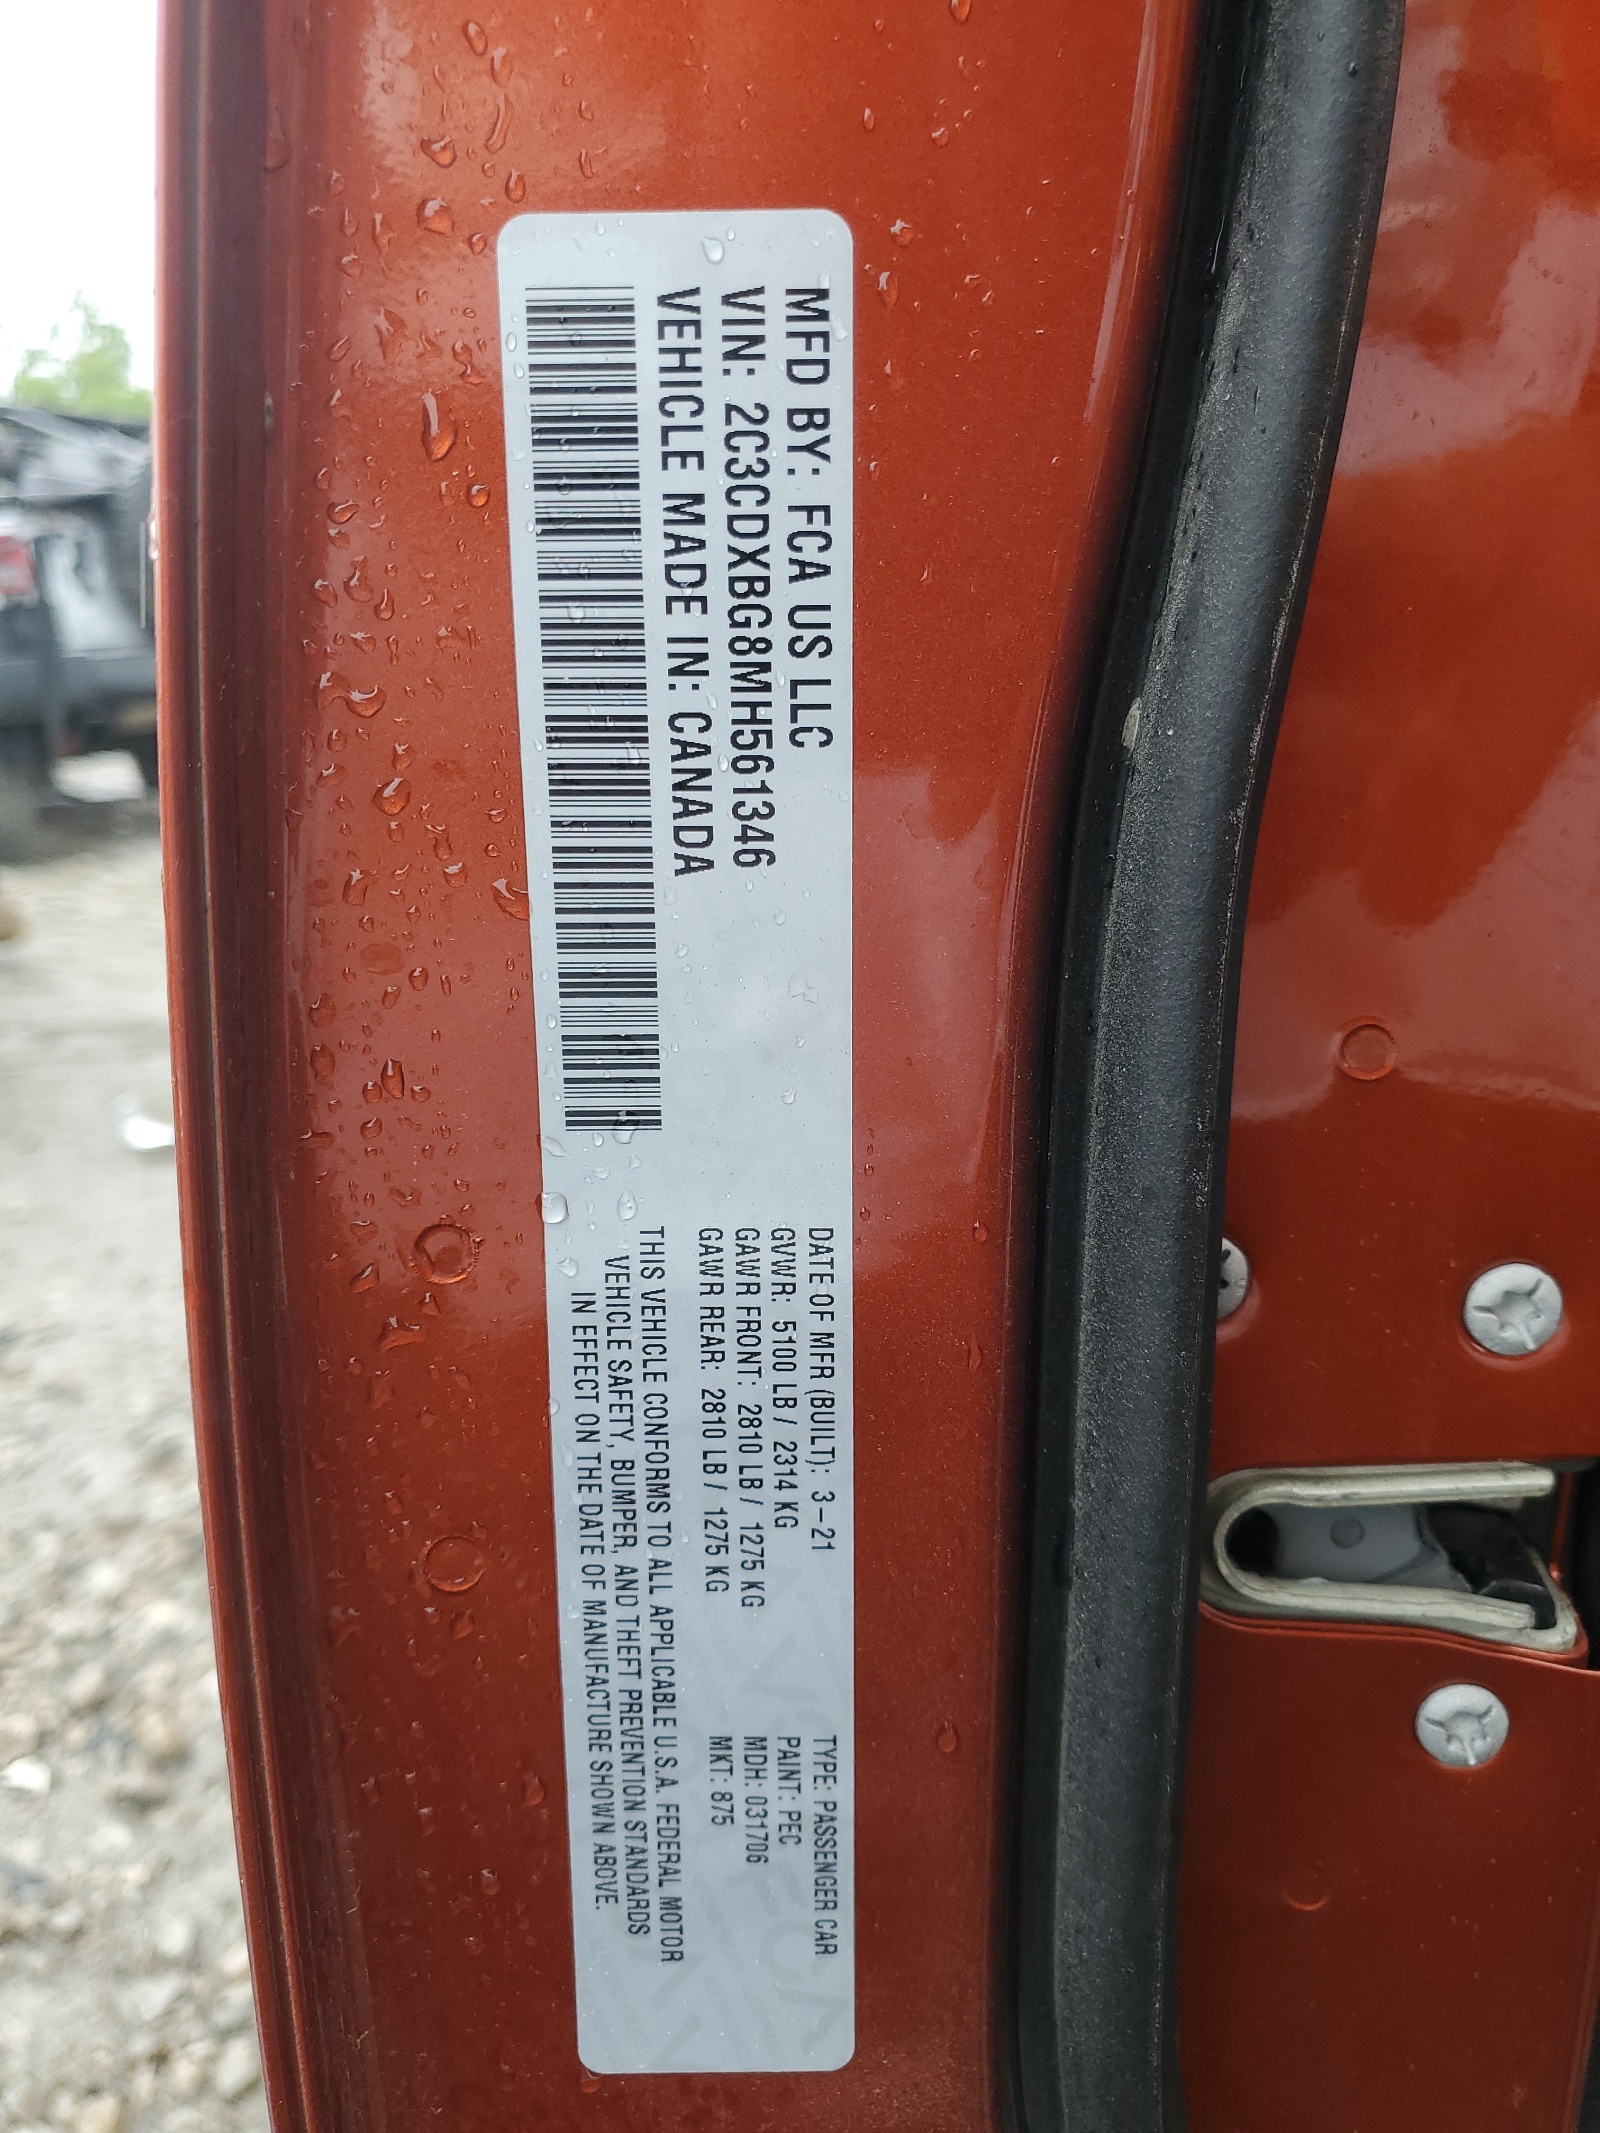 MFD BY: FCA US LLC
VIN: 2C3CDXBG8MH561346
VEHICLE MADE IN: CANADA
DATE OF MFR (BUILT): 3-21
GVWR: 5100 LB / 2314 KG
GAWR FRONT: 2810 LB / 1275 KG
GAWR REAR: 2810 LB / 1275 KG
TYPE: PASSENGER CAR
PAINT: PEC
MDH: 031706
MKT: 875
THIS VEHICLE CONFORMS TO ALL APPLICABLE U.S.A. FEDERAL MOTOR
VEHICLE SAFETY, BUMPER, AND THEFT PREVENTION STANDARDS
IN EFFECT ON THE DATE OF MANUFACTURE SHOWN ABOVE.